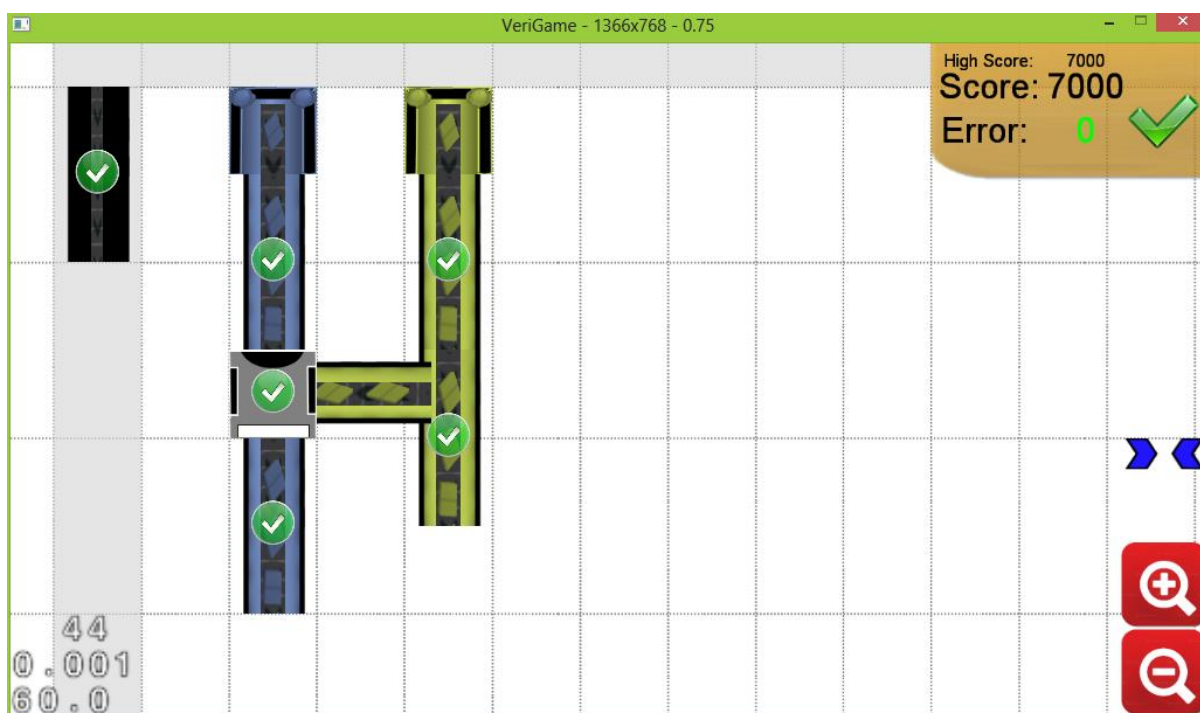 VeriGame - 1366x768 - 0.75
High Score: 7000
Score: 7000
Error: 0
44
0.001
60.0